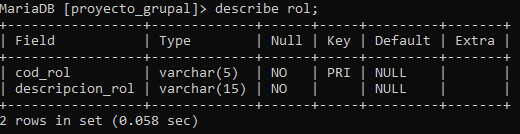 MariaDB [proyecto_grupal]> describe rol;
+-----------------+-------------+------+-----+---------+-------+
| Field           | Type        | Null | Key | Default | Extra |
+-----------------+-------------+------+-----+---------+-------+
| cod_rol         | varchar(5)  | NO   | PRI | NULL    |       |
| descripcion_rol | varchar(15) | NO   |     | NULL    |       |
+-----------------+-------------+------+-----+---------+-------+
2 rows in set (0.058 sec)